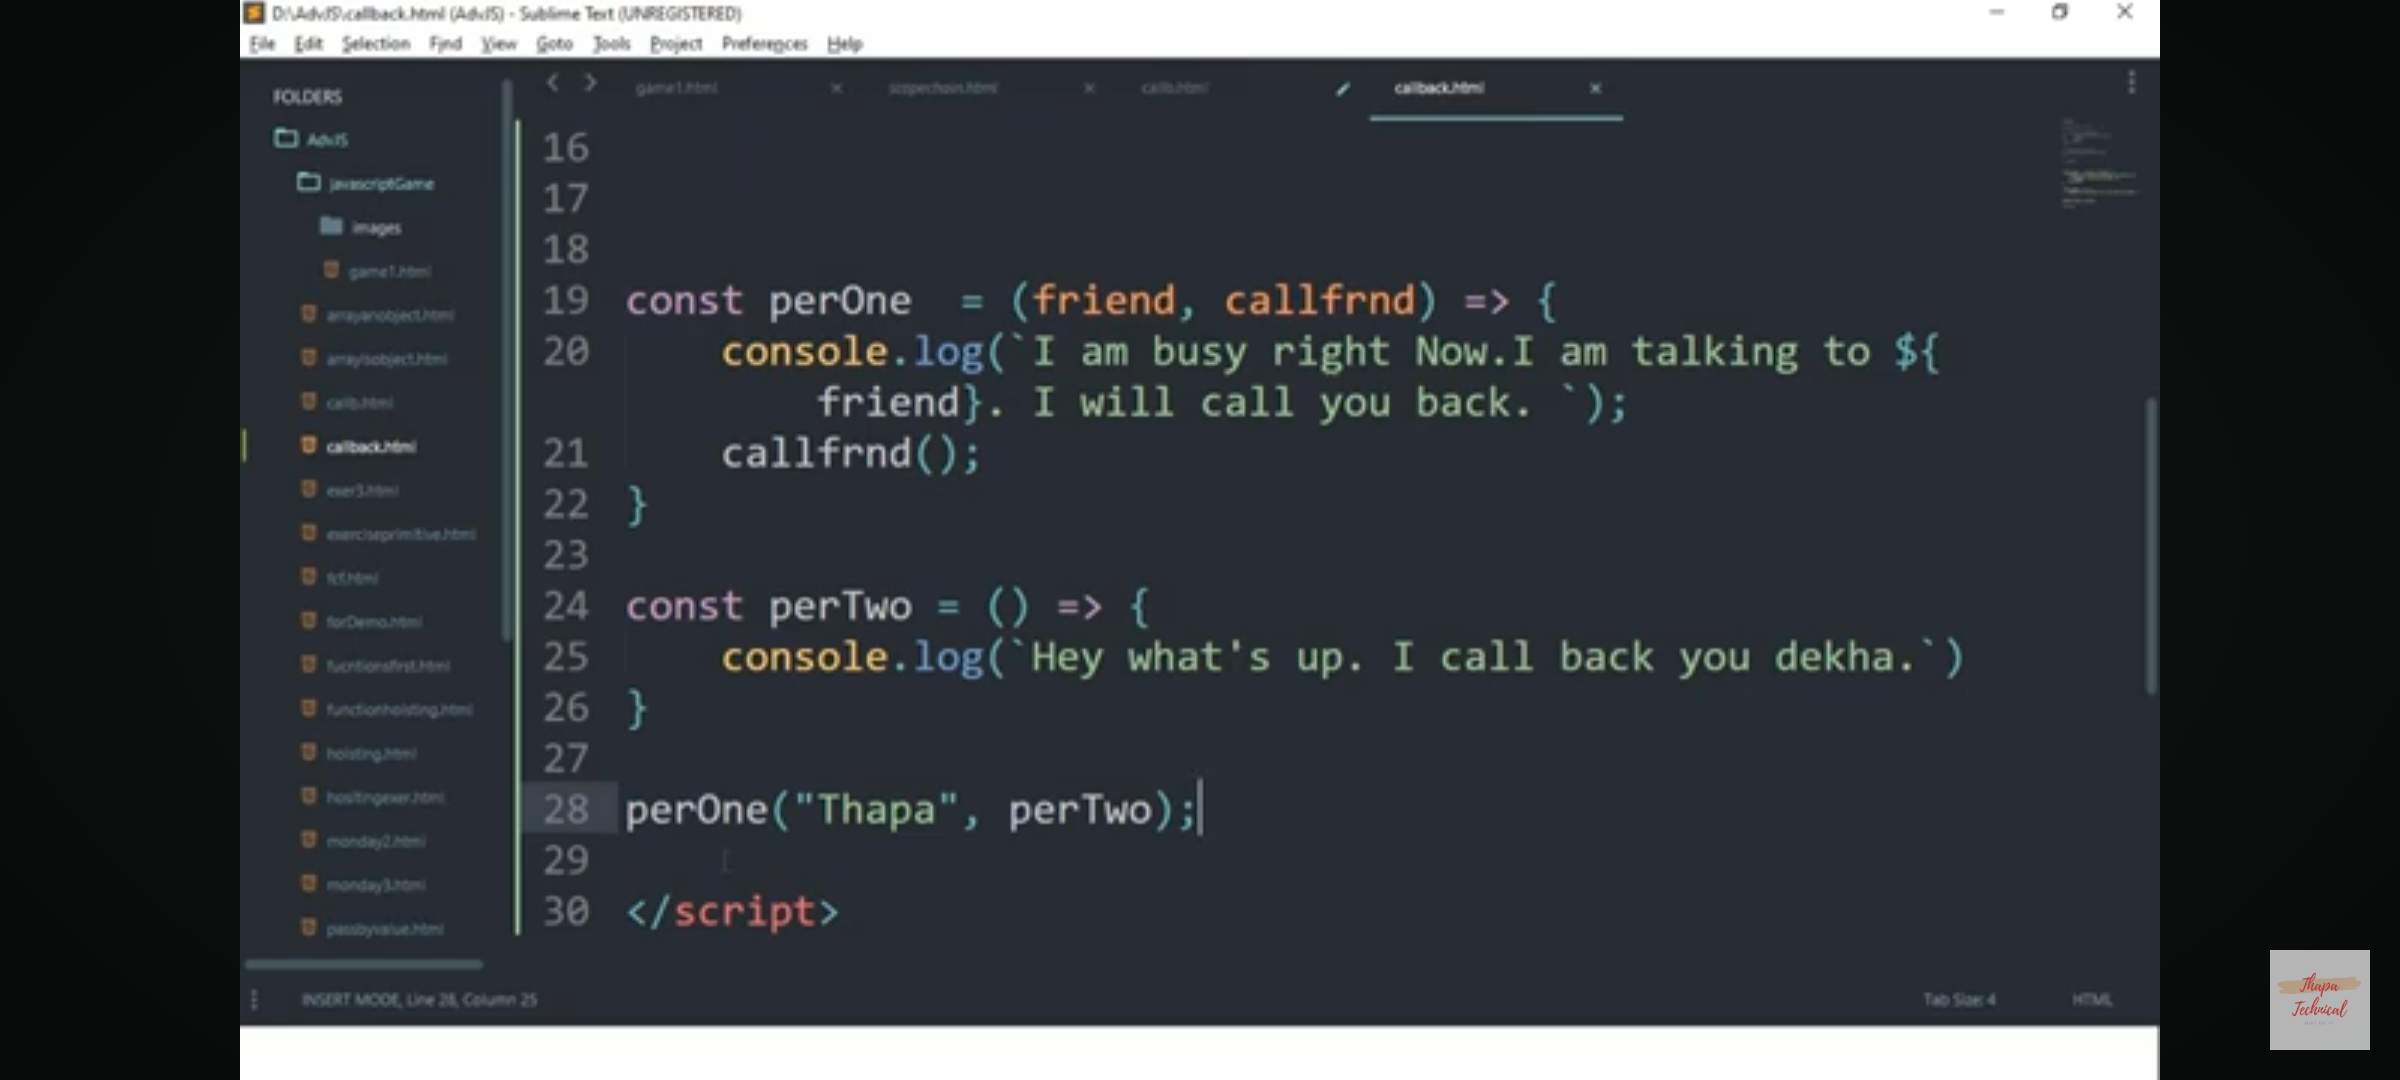 D:\AdvJS\callback.html (AdvJS) - Sublime Text (UNREGISTERED)
File Edit Selection Find View Goto Tools Project Preferences Help
FOLDERS
AdvJS
javascriptGame
images
game1.html
arrayanobject.html
arrayisobject.html
callb.html
callback.html
exer3.html
exerciseprimitive.html
fcf.html
forDemo.html
fucntionsfirst.html
functionhoisting.html
hoisting.html
hositingexer.html
monday2.html
monday3.html
passbyvalue.html
game1.html scopechain.html callb.html callback.html
16
17
18
19 const perOne  = (friend, callfrnd) => {
20 console.log(`I am busy right Now.I am talking to ${
friend}. I will call you back. `);
21 callfrnd();
22 }
23
24 const perTwo = () => {
25 console.log(`Hey what's up. I call back you dekha.`)
26 }
27
28 perOne("Thapa", perTwo);
29
30 </script>
INSERT MODE, Line 28, Column 25 Tab Size: 4 HTML
Thapa
Technical